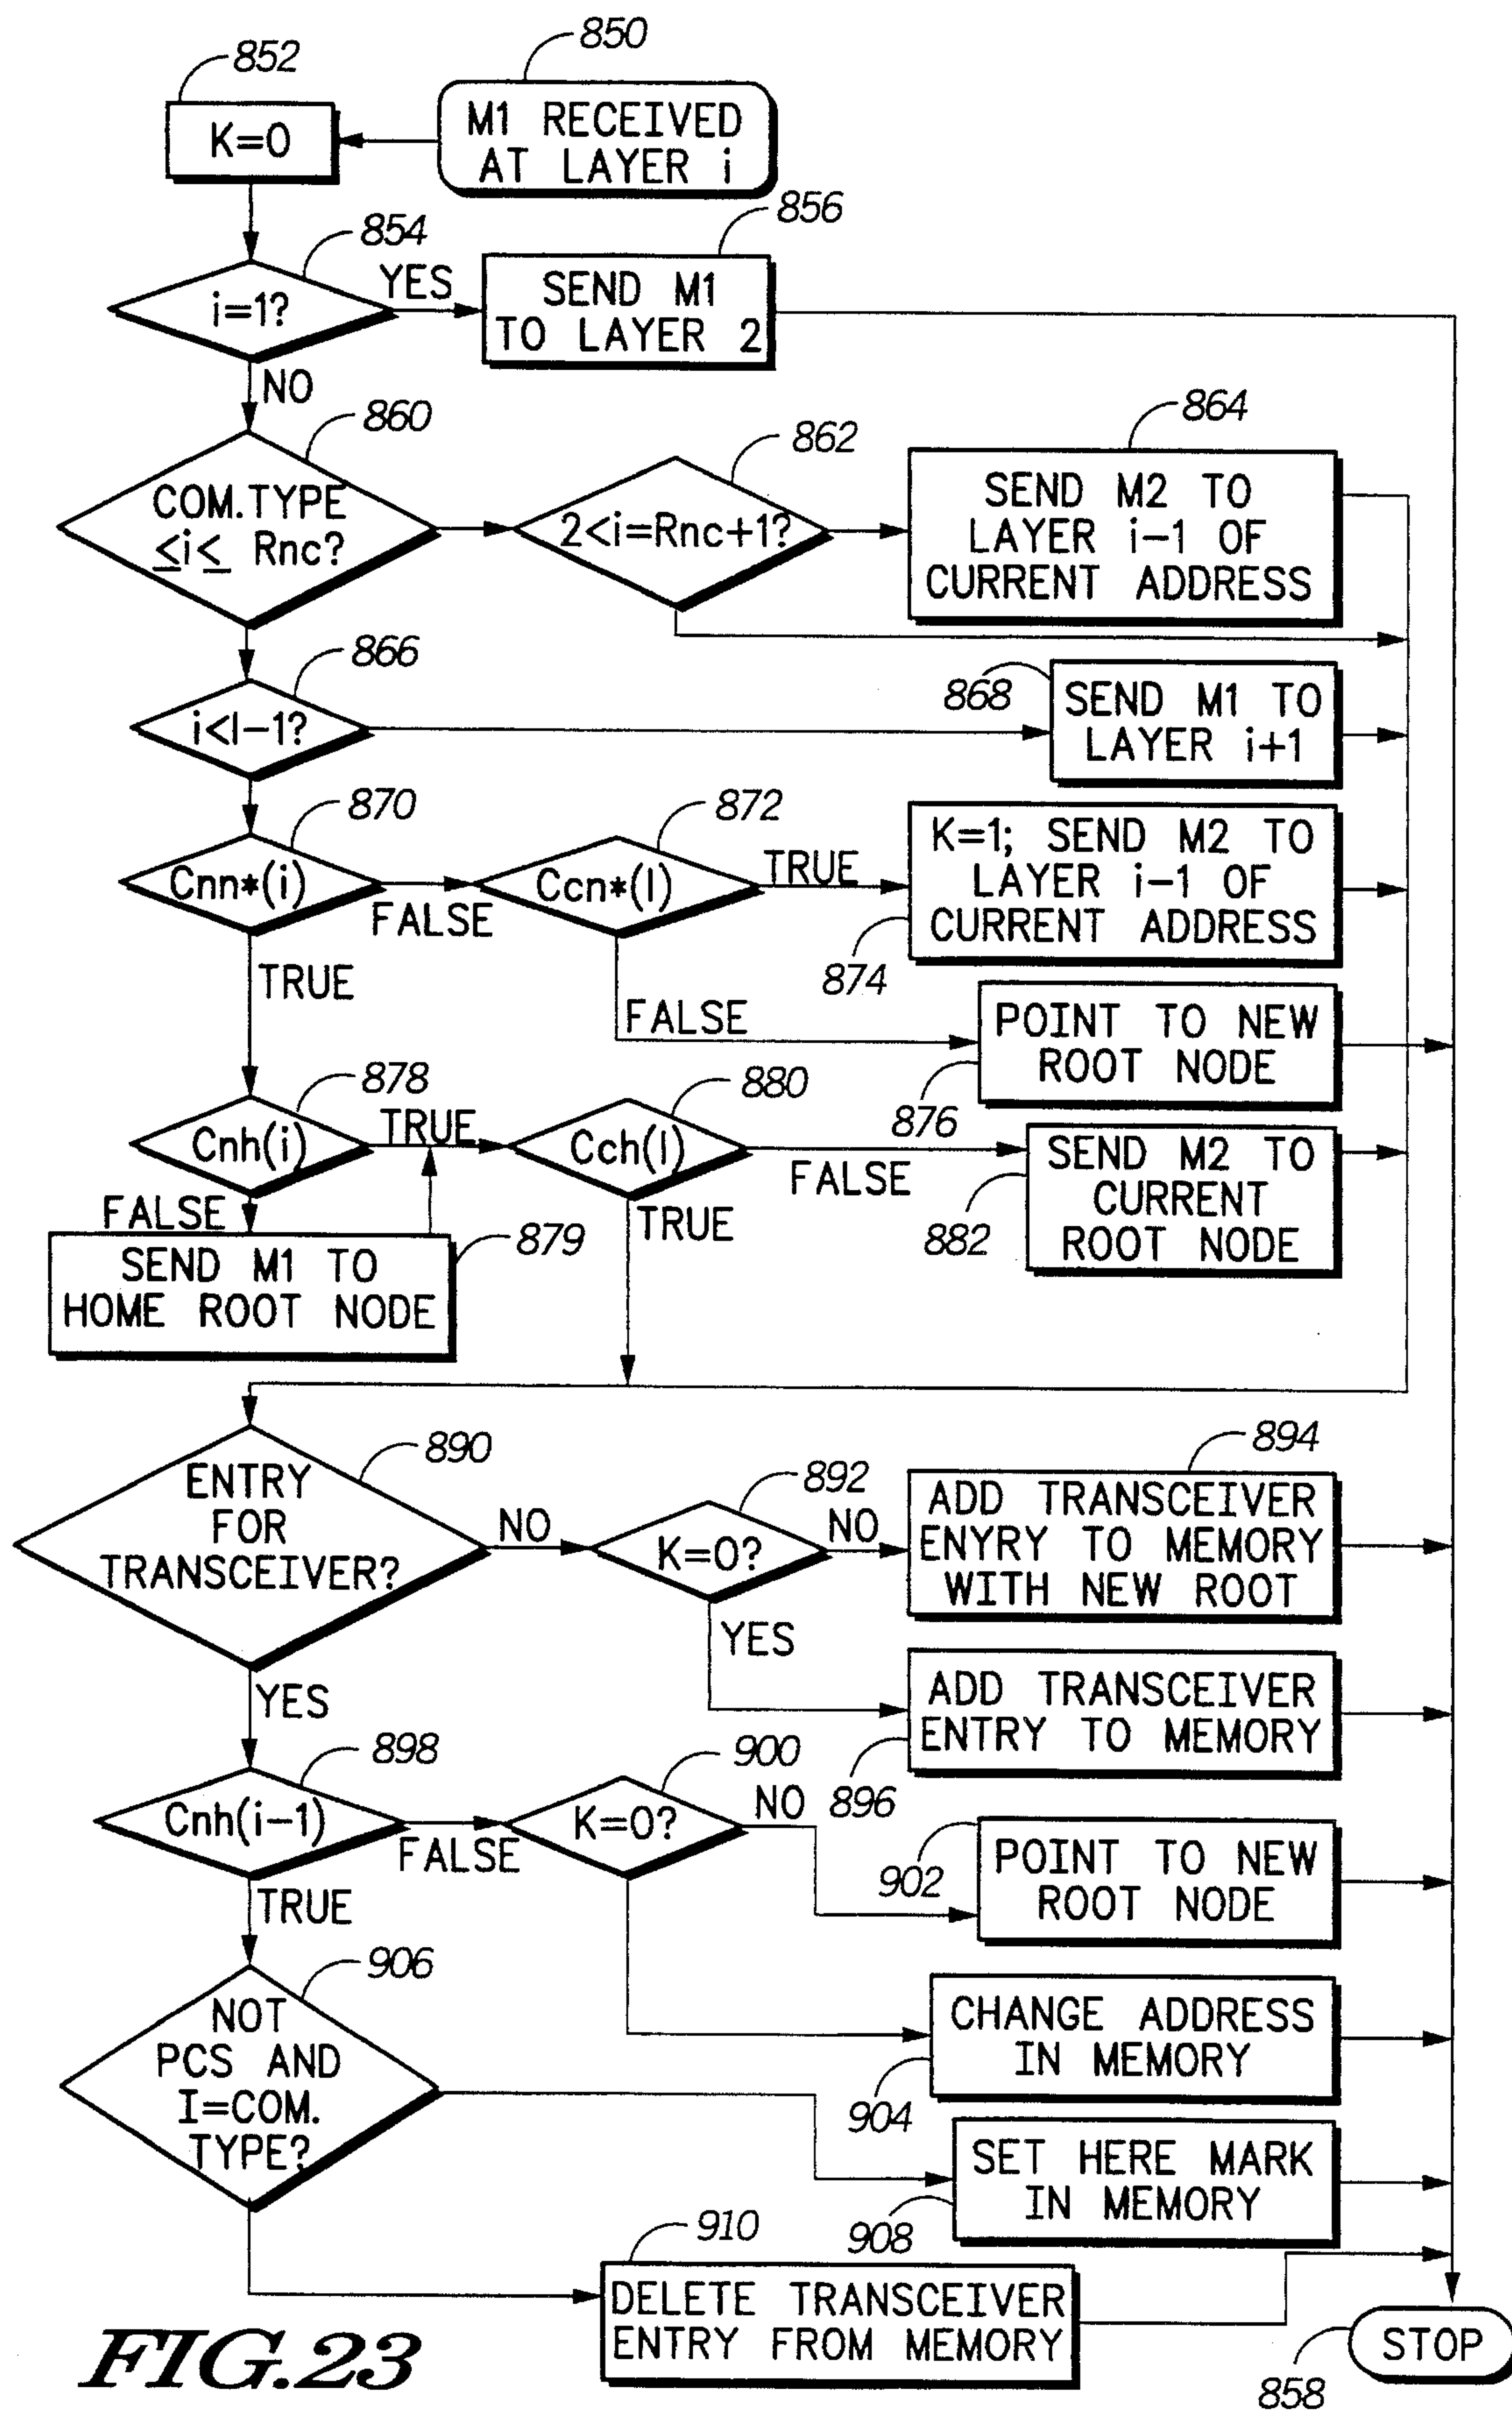 852
850
K=0
M1 RECEIVED
AT LAYER i
854
856
i=1?
YES
SEND M1
TO LAYER 2
NO
860
862
864
COM.TYPE
≤i≤ Rnc?
2<i=Rnc+1?
SEND M2 TO
LAYER i-1 OF
CURRENT ADDRESS
866
868
i<I-1?
SEND M1 TO
LAYER i+1
870
872
Cnn*(i)
FALSE
Ccn*(I)
TRUE
K=1; SEND M2 TO
LAYER i-1 OF
CURRENT ADDRESS
874
TRUE
FALSE
POINT TO NEW
ROOT NODE
876
878
880
Cnh(i)
TRUE
Cch(I)
FALSE
SEND M2 TO
CURRENT
ROOT NODE
882
FALSE
TRUE
879
SEND M1 TO
HOME ROOT NODE
890
892
894
ENTRY
FOR
TRANSCEIVER?
NO
K=0?
NO
ADD TRANSCEIVER
ENYRY TO MEMORY
WITH NEW ROOT
YES
YES
ADD TRANSCEIVER
ENTRY TO MEMORY
896
898
900
Cnh(i-1)
FALSE
K=0?
NO
POINT TO NEW
ROOT NODE
902
TRUE
906
NOT
PCS AND
I=COM.
TYPE?
CHANGE ADDRESS
IN MEMORY
904
SET HERE MARK
IN MEMORY
908
910
DELETE TRANSCEIVER
ENTRY FROM MEMORY
STOP
858
FIG.23